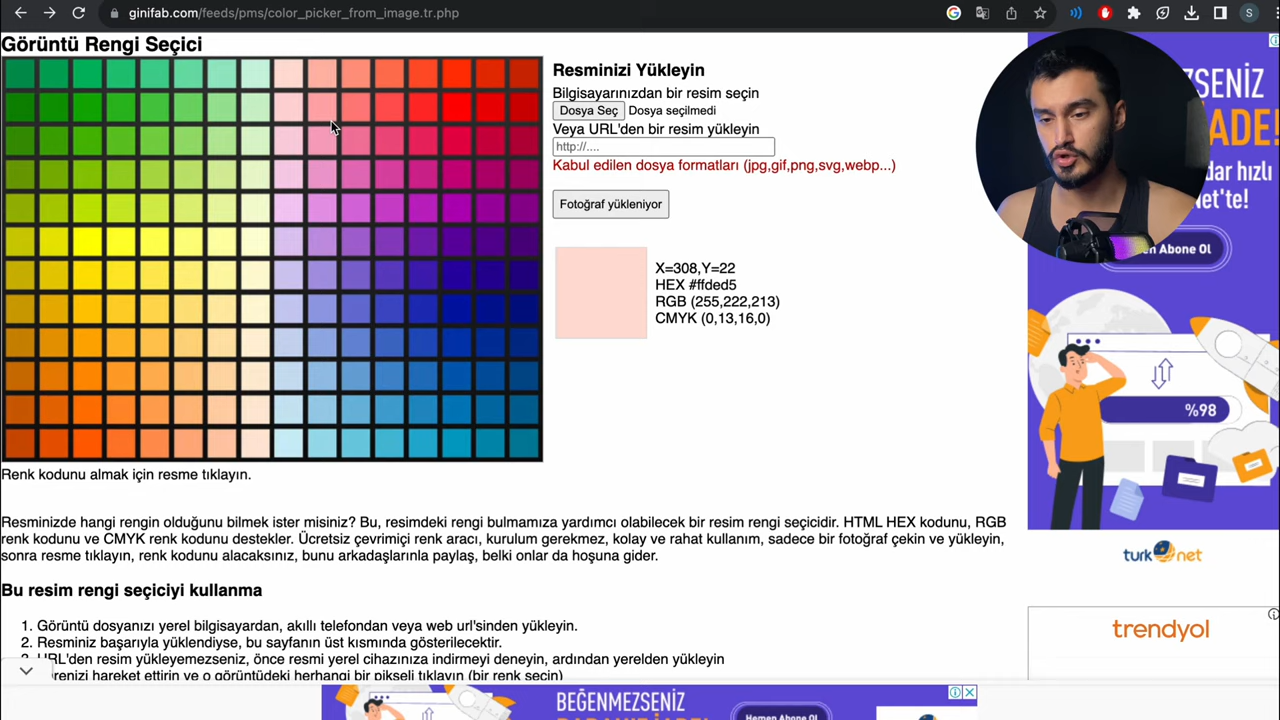 ginifab.com/feeds/pms/color_picker_from_image.tr.php
S
Görüntü Rengi Seçici
Resminizi Yükleyin
Bilgisayarınızdan bir resim seçin
Dosya Seç Dosya seçilmedi
Veya URL'den bir resim yükleyin
http://....
Kabul edilen dosya formatları (jpg,gif,png,svg,webp...)
Fotoğraf yükleniyor
X=308,Y=22
HEX #ffded5
RGB (255,222,213)
CMYK (0,13,16,0)
Renk kodunu almak için resme tıklayın.
Resminizde hangi rengin olduğunu bilmek ister misiniz? Bu, resimdeki rengi bulmamıza yardımcı olabilecek bir resim rengi seçicidir. HTML HEX kodunu, RGB
renk kodunu ve CMYK renk kodunu destekler. Ücretsiz çevrimiçi renk aracı, kurulum gerekmez, kolay ve rahat kullanım, sadece bir fotoğraf çekin ve yükleyin,
sonra resme tıklayın, renk kodunu alacaksınız, bunu arkadaşlarınla paylaş, belki onlar da hoşuna gider.
Bu resim rengi seçiciyi kullanma
1. Görüntü dosyanızı yerel bilgisayardan, akıllı telefondan veya web url'sinden yükleyin.
2. Resminiz başarıyla yüklendiyse, bu sayfanın üst kısmında gösterilecektir.
URL'den resim yükleyemezseniz, önce resmi yerel cihazınıza indirmeyi deneyin, ardından yerelden yükleyin
hareket ettirin ve o görüntüdeki herhangi bir pikseli tıklayın (bir renk seçin)
hızlı
Net'te!
Abone Ol
%98
turk net
trendyol
BEĞENMEZSENİZ
Hemen Abone Ol